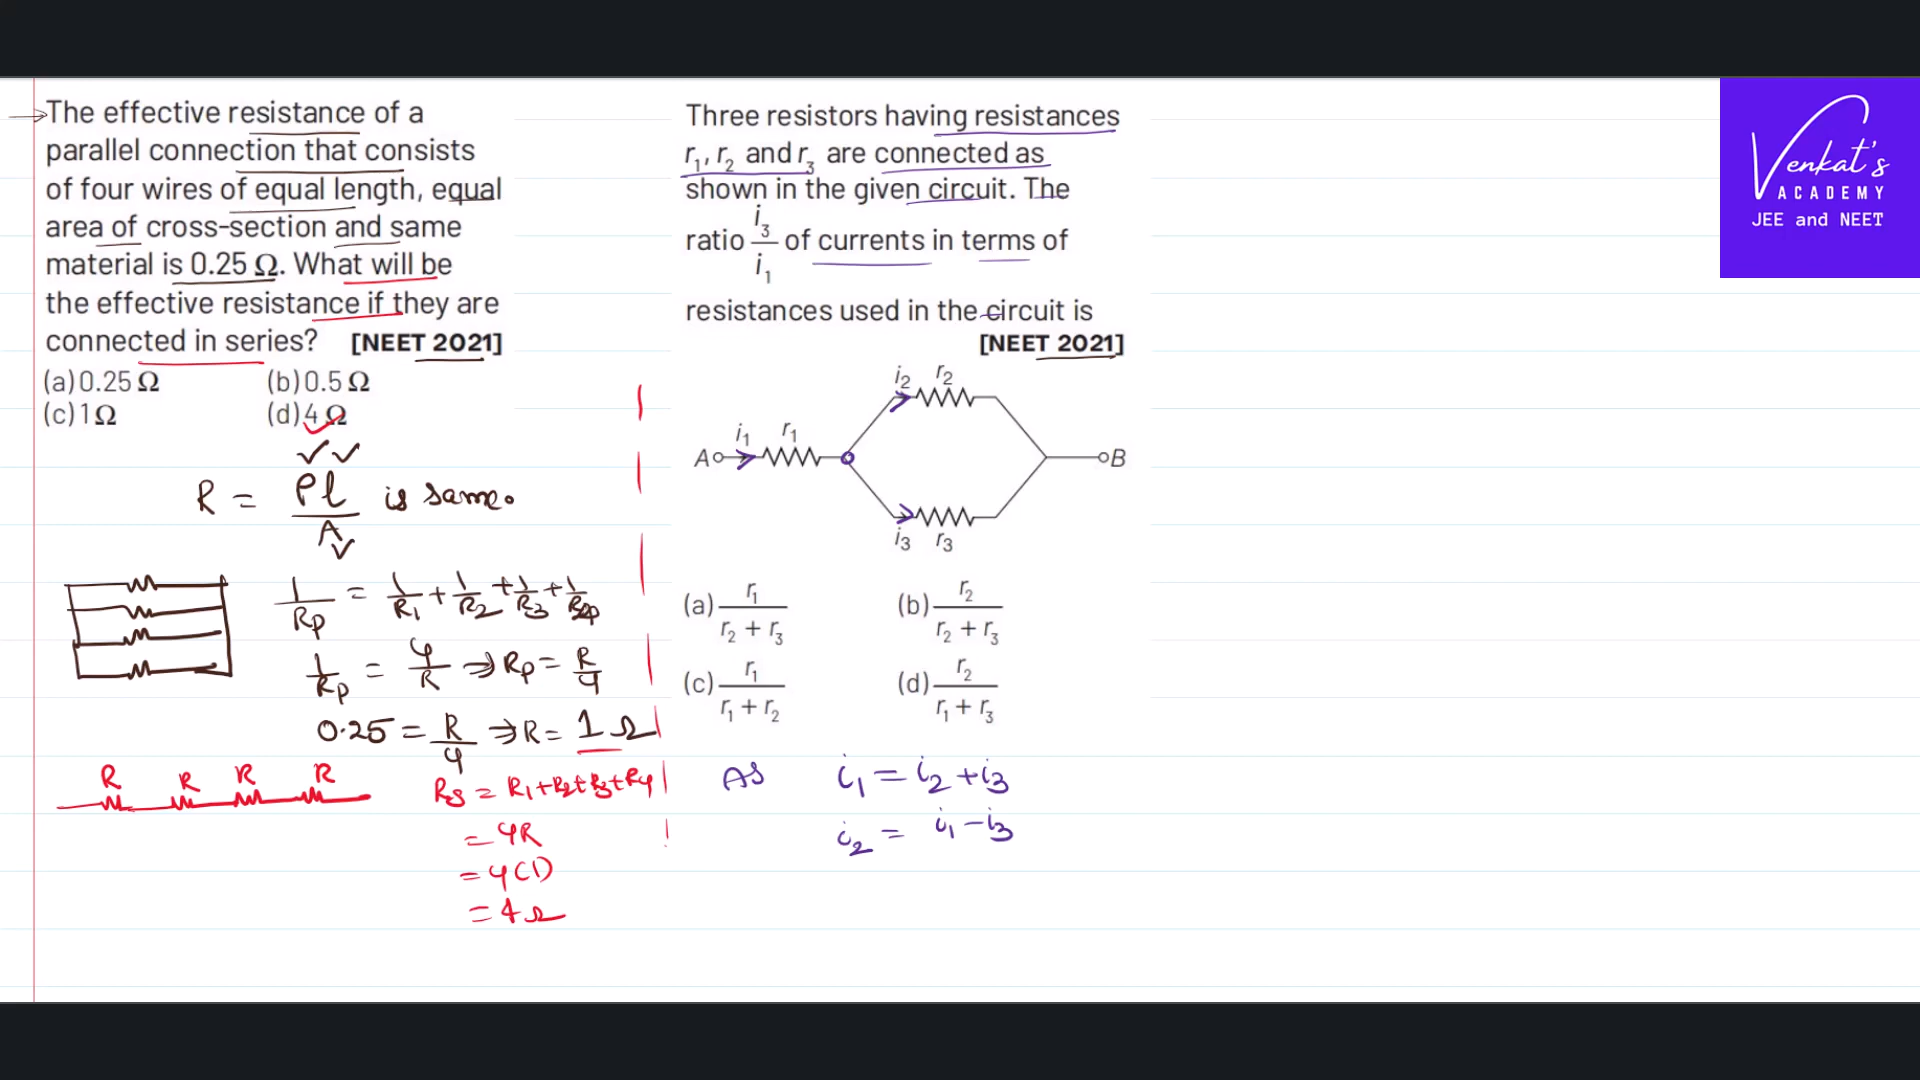 The effective resistance of a
parallel connection that consists
of four wires of equal length, equal
area of cross-section and same
material is 0.25 Ω. What will be
the effective resistance if they are
connected in series? [NEET 2021]
(a) 0.25 Ω (b) 0.5 Ω
(c) 1 Ω (d) 4 Ω
R = ρl/A is same.
1/Rp = 1/R1 + 1/R2 + 1/R3 + 1/R4
1/Rp = 4/R ⇒ Rp = R/4
0.25 = R/4 ⇒ R = 1 Ω
R R R R
Rs = R1+R2+R3+R4
= 4R
= 4(1)
= 4Ω
Three resistors having resistances
r1, r2 and r3 are connected as
shown in the given circuit. The
ratio i3/i1 of currents in terms of
resistances used in the circuit is
[NEET 2021]
i2 r2
i1 r1
A B
i3 r3
(a) r1/(r2 + r3) (b) r2/(r2 + r3)
(c) r1/(r1 + r2) (d) r2/(r1 + r3)
As i1 = i2 + i3
i2 = i1 - i3
Venkat's
ACADEMY
JEE and NEET